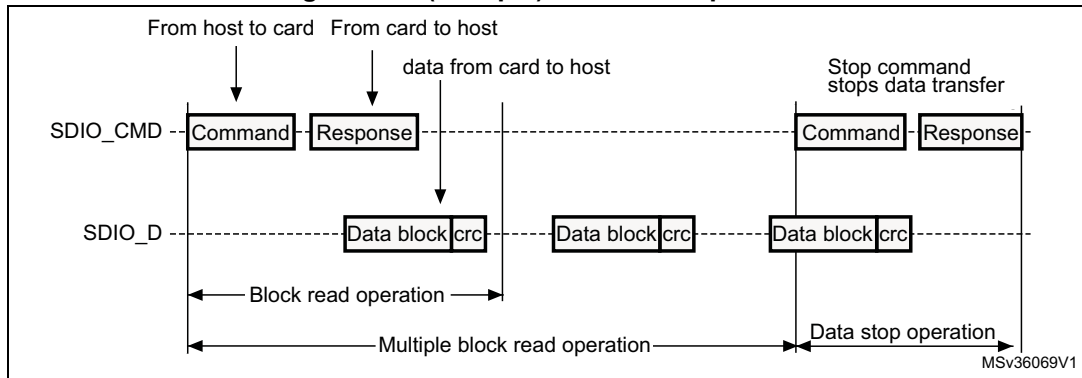 From host to card From card to host
data from card to host
Stop command
stops data transfer
SDIO_CMD Command Response Command Response
SDIO_D Data block crc Data block crc Data block crc
Block read operation
Data stop operation
Multiple block read operation
MSv36069V1